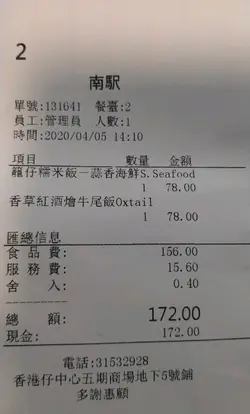 2
南駅
單號:131641 餐臺:2
員工:管理員 人數:1
時間:2020/04/05 14:10
項目 數量 金額
籠仔糯米飯－蒜香海鮮S.Seafood
1 78.00
香草紅酒燴牛尾飯Oxtail
1 78.00
匯總信息
食品費: 156.00
服務費: 15.60
舍入: 0.40
總額: 172.00
現金: 172.00
電話:31532928
香港仔中心五期商場地下5號鋪
多謝惠顧